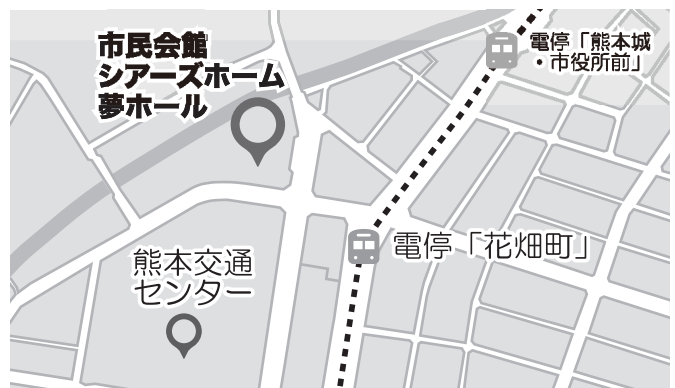 市民会館
シアーズホーム
夢ホール
電停「熊本城
・市役所前」
電停「花畑町」
熊本交通
センター